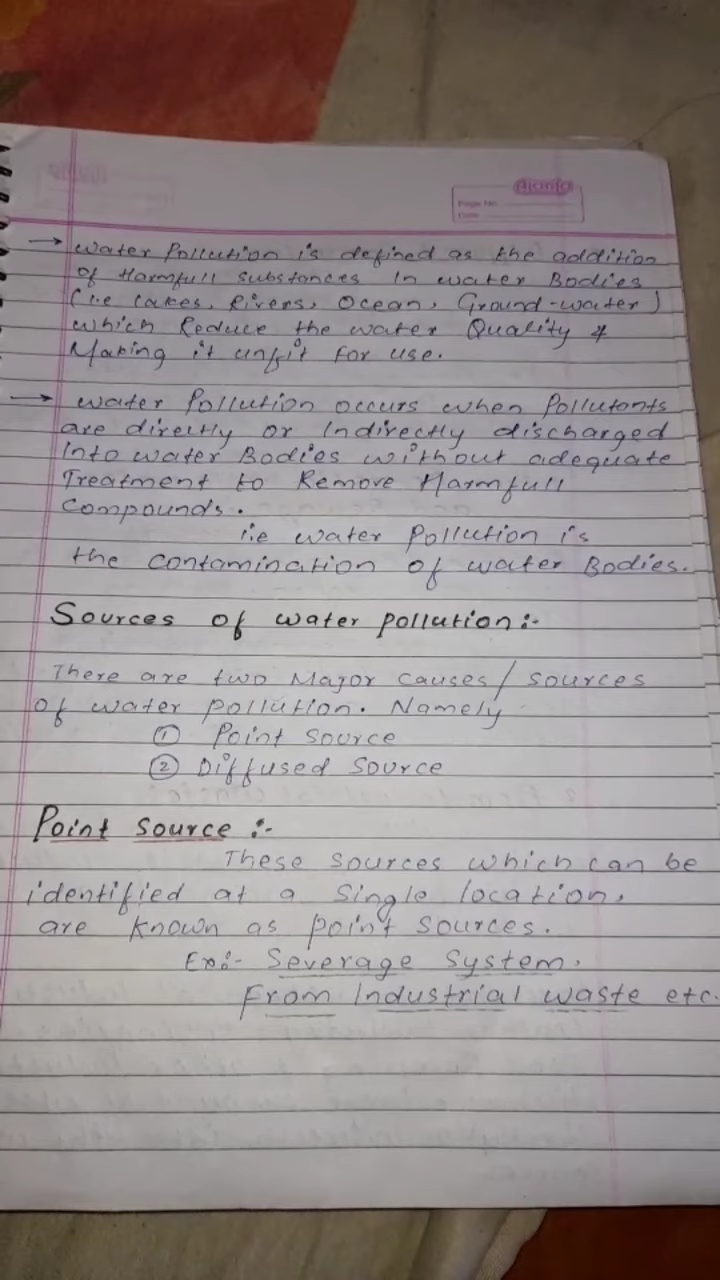 Ajanta
Page No.
Date
→ Water Pollution is defined as the addition
of Harmfull substances In water Bodies
(i.e Lakes, Rivers, Ocean, Ground-water)
which Reduce the water Quality &
Making it unfit for use.
→ Water Pollution occurs when Pollutants
are directly or Indirectly discharged
Into water Bodies without adequate
Treatment to Remove Harmfull
Compounds.
i.e water Pollution is
the contamination of water Bodies.
Sources of water pollution:-
There are two Major causes/sources
of water pollution. Namely
① Point Source
② Diffused Source
Point Source :-
These sources which can be
identified at a single location,
are known as point sources.
Ex:- Severage System.
From Industrial waste etc.